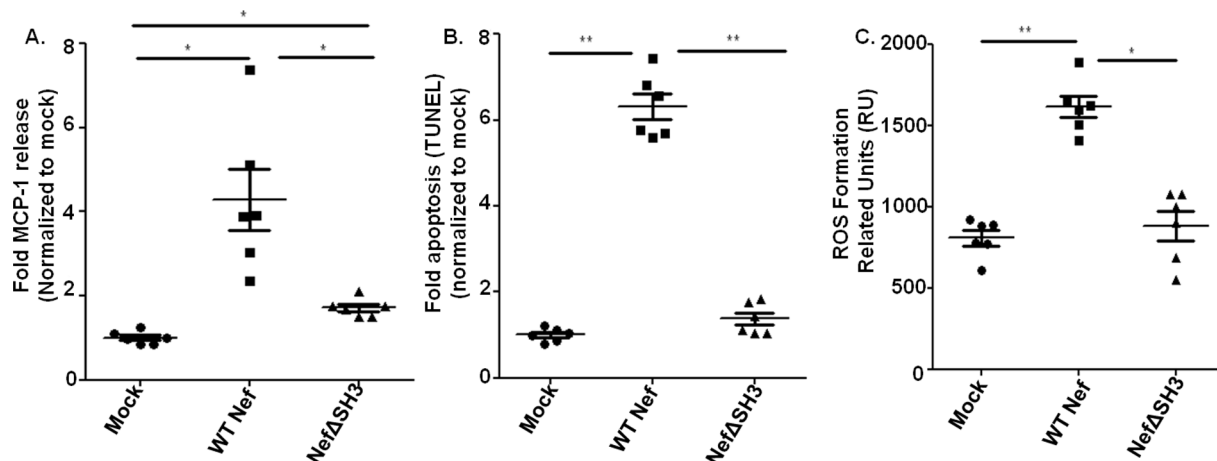 A.
Fold MCP-1 release
(Normalized to mock)
8
6
4
2
0
*
*
*
Mock
WT Nef
NefΔSH3
B.
Fold apoptosis (TUNEL)
(normalized to mock)
8
6
4
2
0
**
**
Mock
WT Nef
NefΔSH3
C.
ROS Formation
Related Units (RU)
2000
1500
1000
500
0
**
*
Mock
WT Nef
NefΔSH3